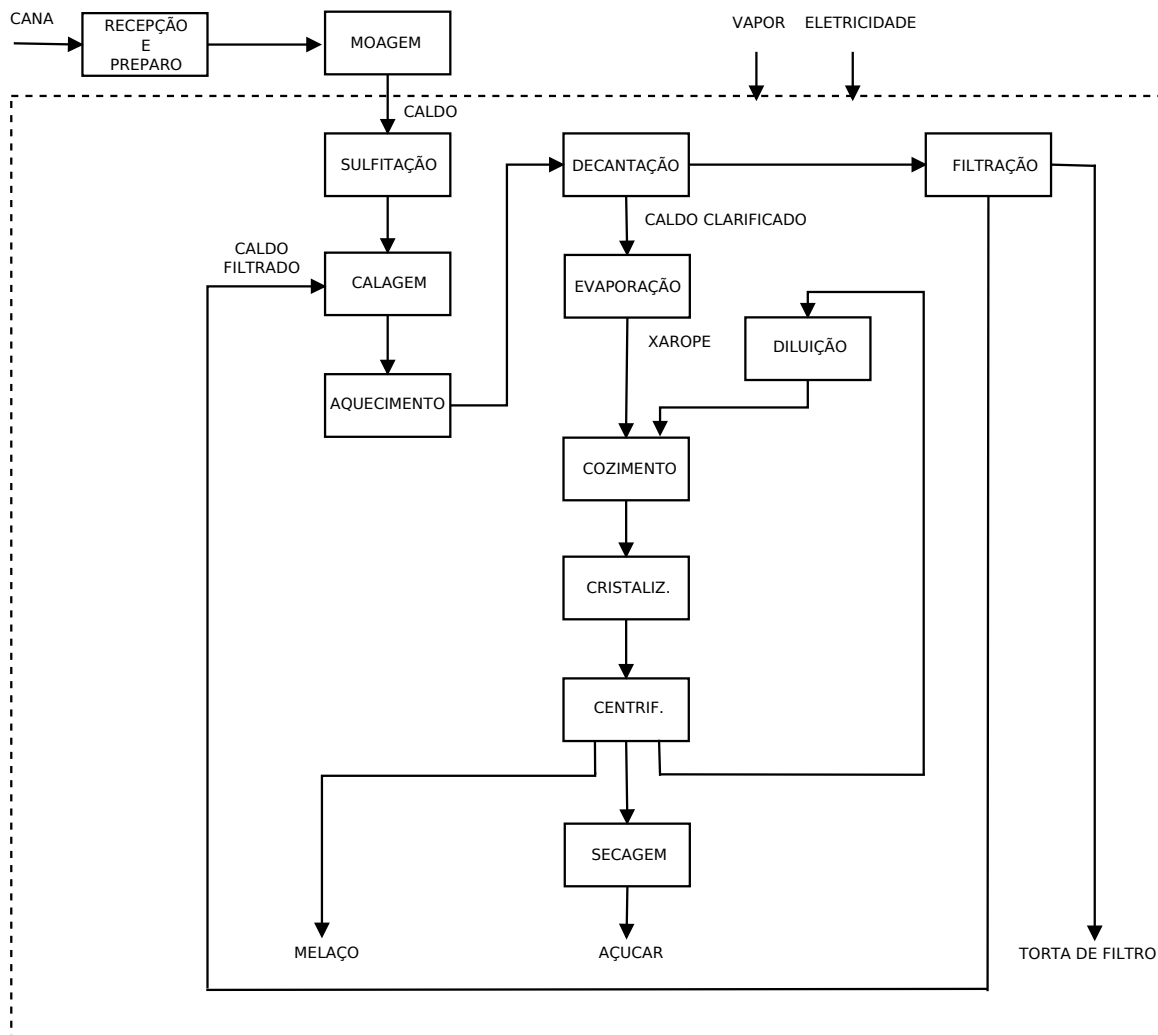 CANA
RECEPÇÃO
E
PREPARO
MOAGEM
VAPOR
ELETRICIDADE
CALDO
SULFITAÇÃO
DECANTAÇÃO
FILTRAÇÃO
CALDO CLARIFICADO
CALDO
FILTRADO
CALAGEM
EVAPORAÇÃO
XAROPE
DILUIÇÃO
AQUECIMENTO
COZIMENTO
CRISTALIZ.
CENTRIF.
SECAGEM
MELAÇO
AÇUCAR
TORTA DE FILTRO